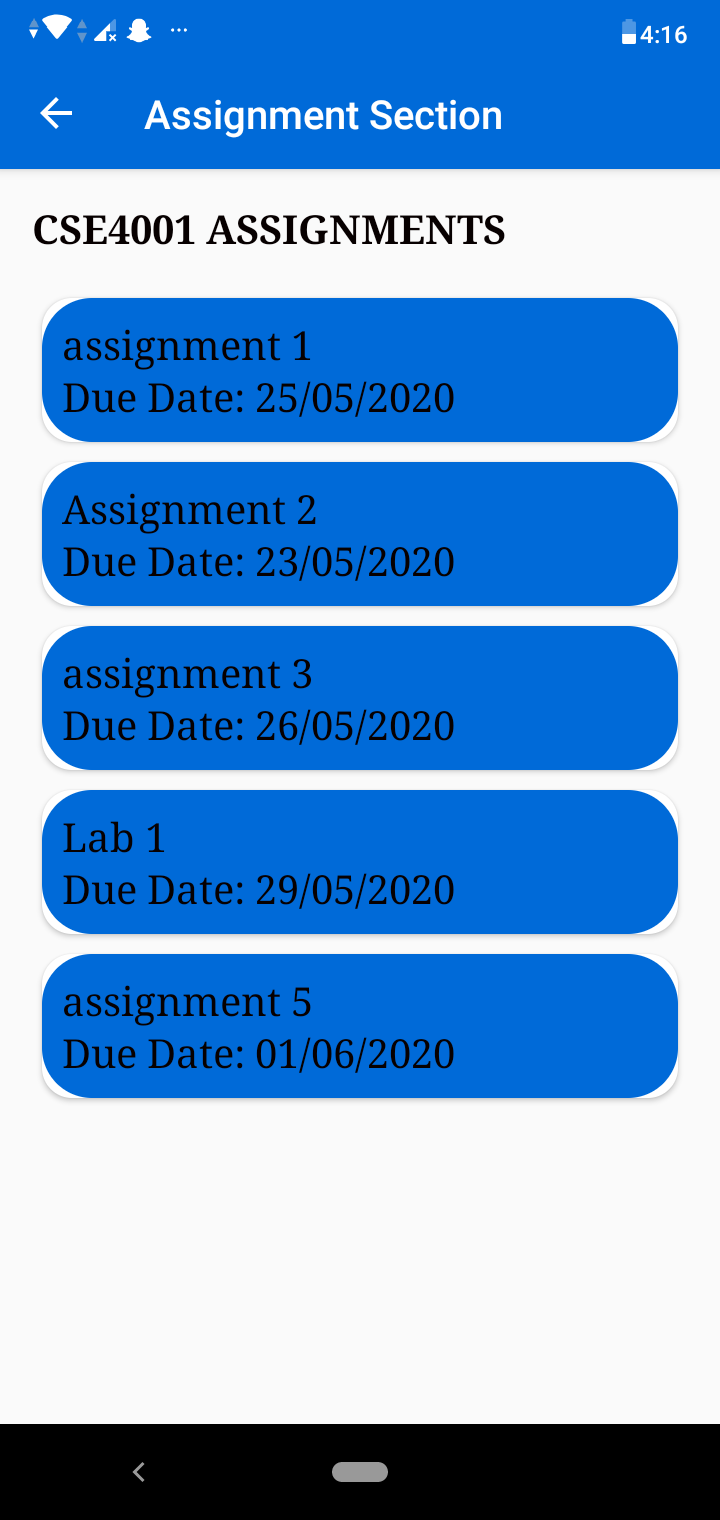 4:16
Assignment Section
CSE4001 ASSIGNMENTS
assignment 1
Due Date: 25/05/2020
Assignment 2
Due Date: 23/05/2020
assignment 3
Due Date: 26/05/2020
Lab 1
Due Date: 29/05/2020
assignment 5
Due Date: 01/06/2020